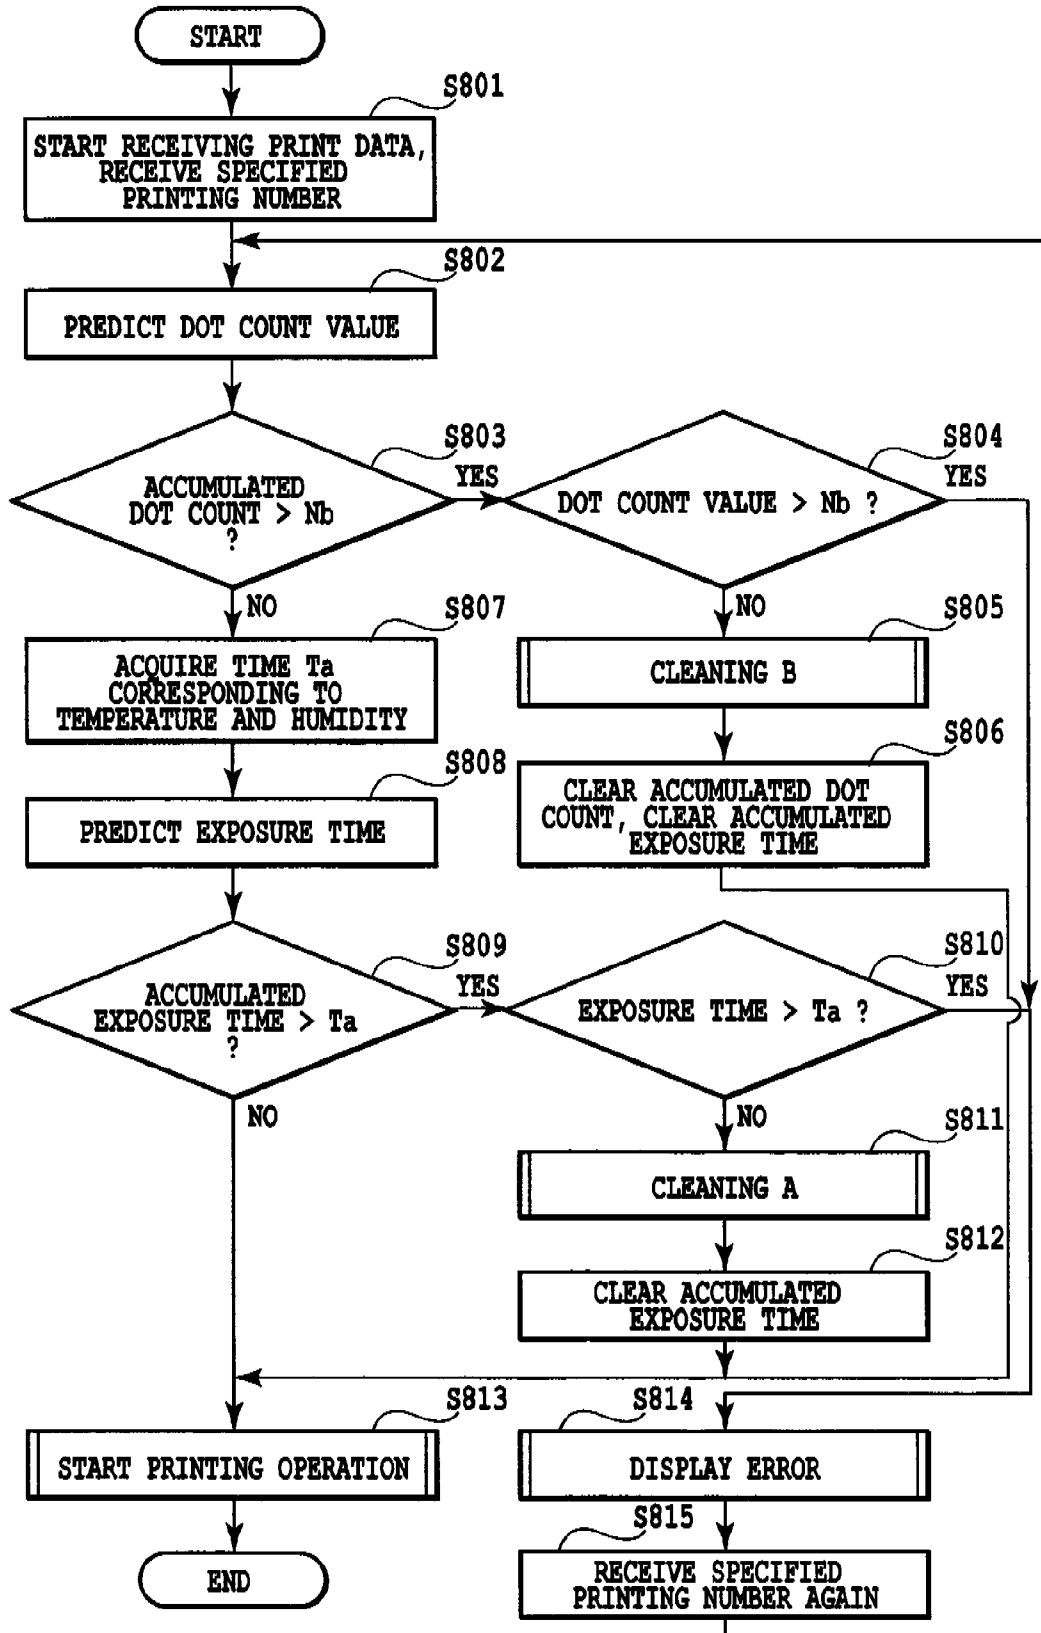 START
S801
START RECEIVING PRINT DATA,
RECEIVE SPECIFIED
PRINTING NUMBER
S802
PREDICT DOT COUNT VALUE
S803
ACCUMULATED
DOT COUNT > Nb
?
YES
NO
S804
DOT COUNT VALUE > Nb ?
YES
NO
S805
CLEANING B
S806
CLEAR ACCUMULATED DOT
COUNT, CLEAR ACCUMULATED
EXPOSURE TIME
S807
ACQUIRE TIME Ta
CORRESPONDING TO
TEMPERATURE AND HUMIDITY
S808
PREDICT EXPOSURE TIME
S809
ACCUMULATED
EXPOSURE TIME > Ta
?
YES
NO
S810
EXPOSURE TIME > Ta ?
YES
NO
S811
CLEANING A
S812
CLEAR ACCUMULATED
EXPOSURE TIME
S813
START PRINTING OPERATION
END
S814
DISPLAY ERROR
S815
RECEIVE SPECIFIED
PRINTING NUMBER AGAIN